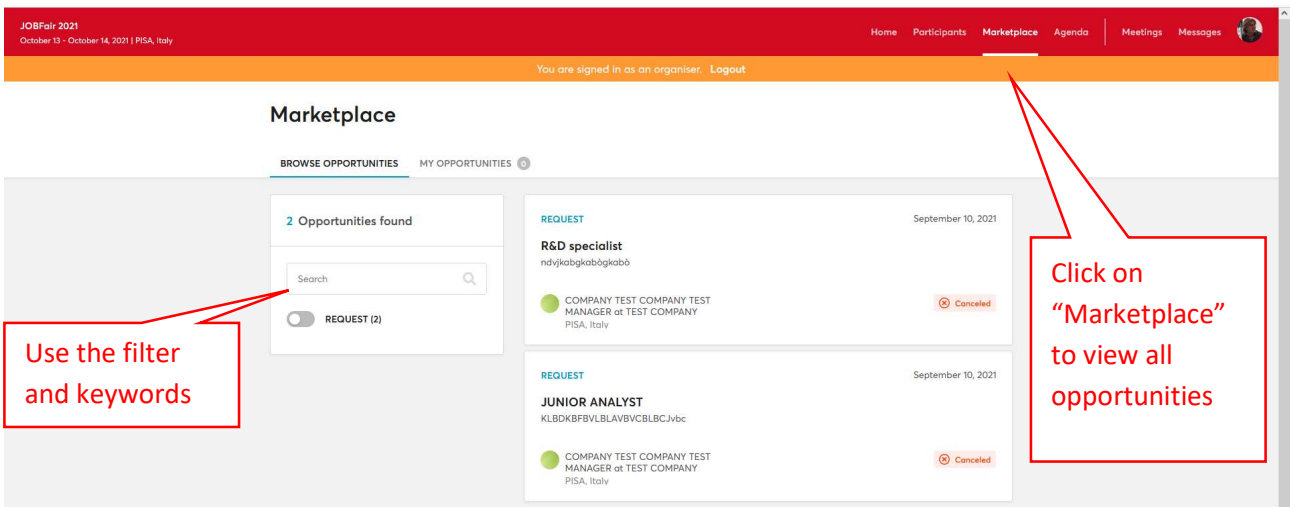 JOBFair 2021
October 13 - October 14, 2021 | PISA, Italy
Home Participants Marketplace Agenda Meetings Messages
You are signed in as an organiser. Logout
Marketplace
BROWSE OPPORTUNITIES MY OPPORTUNITIES 0
2 Opportunities found
Search
REQUEST (2)
Use the filter
and keywords
REQUEST September 10, 2021
R&D specialist
ndvjkabgkabògkabò
COMPANY TEST COMPANY TEST
MANAGER at TEST COMPANY
PISA, Italy
Canceled
REQUEST September 10, 2021
JUNIOR ANALYST
KLBDKBFBVLBLAVBVCBLBCJvbc
COMPANY TEST COMPANY TEST
MANAGER at TEST COMPANY
PISA, Italy
Canceled
Click on
“Marketplace”
to view all
opportunities